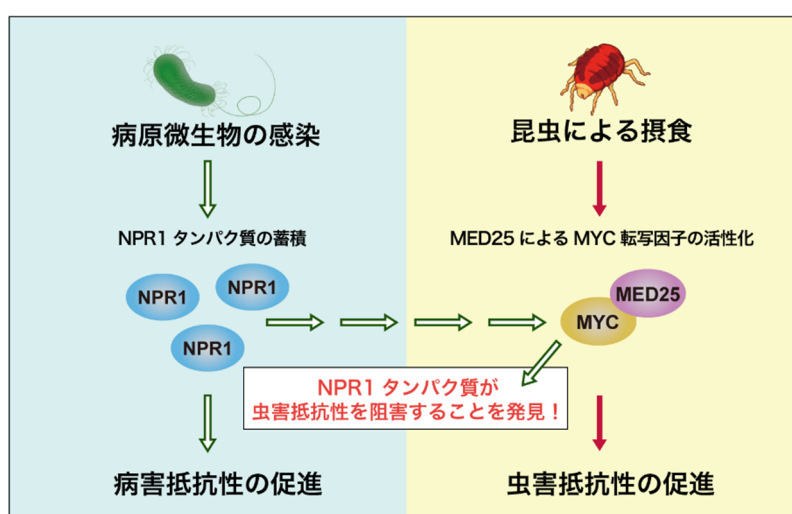 病原微生物の感染
昆虫による摂食
NPR1 タンパク質の蓄積
MED25 による MYC 転写因子の活性化
NPR1
NPR1
NPR1
MED25
MYC
NPR1 タンパク質が
虫害抵抗性を阻害することを発見！
病害抵抗性の促進
虫害抵抗性の促進